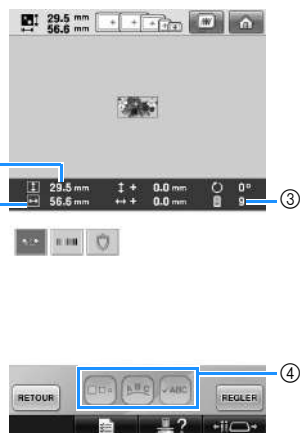 29.5 mm
56.6 mm
29.5 mm 0.0 mm 0°
56.6 mm 0.0 mm 9
③
④
RETOUR ABC ABC REGLER
?